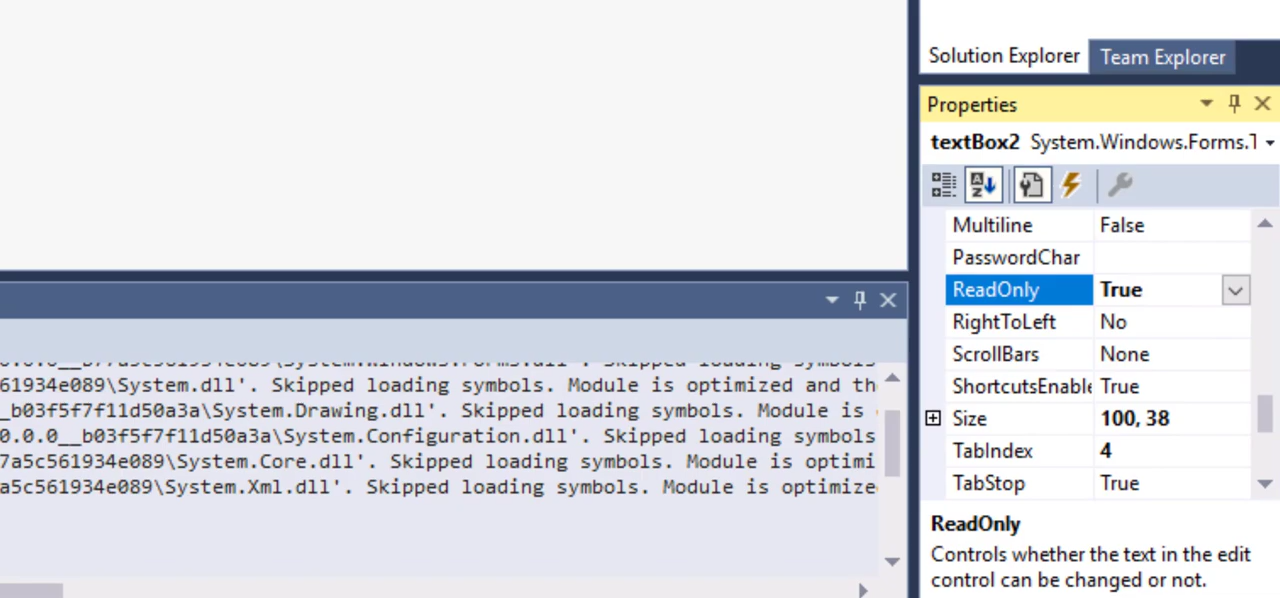 Solution Explorer Team Explorer
Properties
textBox2 System.Windows.Forms.T
Multiline False
PasswordChar
ReadOnly True
RightToLeft No
ScrollBars None
ShortcutsEnable True
Size 100, 38
TabIndex 4
TabStop True
ReadOnly
Controls whether the text in the edit
control can be changed or not.
61934e089\System.dll'. Skipped loading symbols. Module is optimized and th
_b03f5f7f11d50a3a\System.Drawing.dll'. Skipped loading symbols. Module is
0.0.0__b03f5f7f11d50a3a\System.Configuration.dll'. Skipped loading symbols
7a5c561934e089\System.Core.dll'. Skipped loading symbols. Module is optimi
a5c561934e089\System.Xml.dll'. Skipped loading symbols. Module is optimize